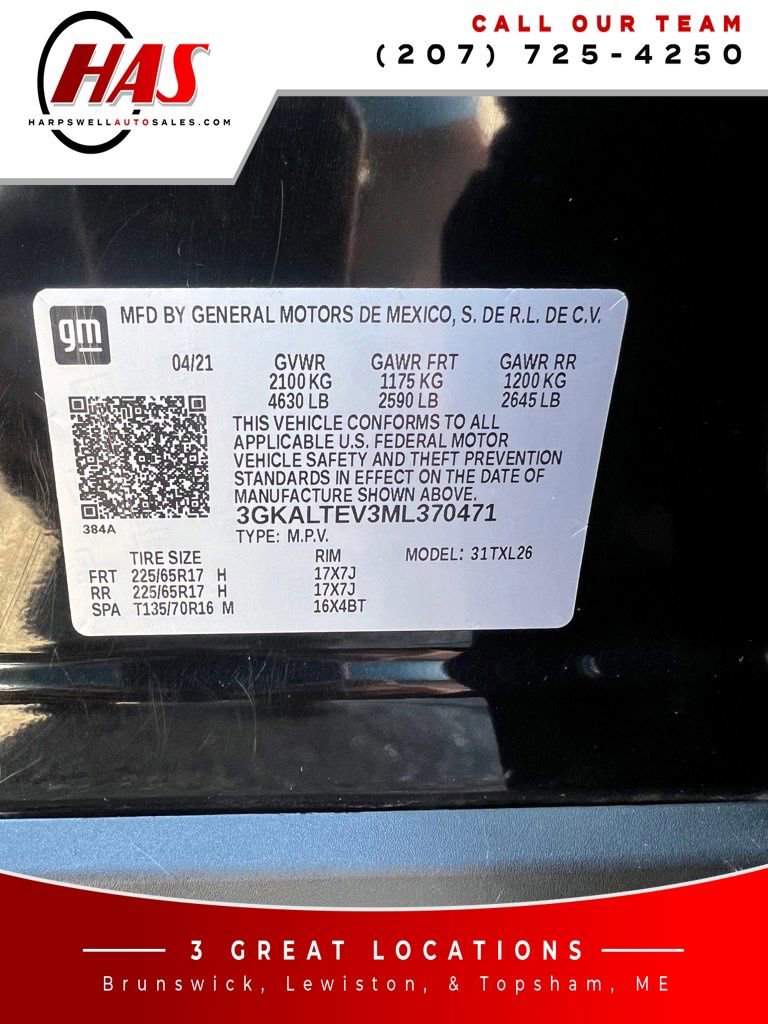 HAS
HARPSWELLAUTOSALES.COM
CALL OUR TEAM
(207) 725-4250
gm
MFD BY GENERAL MOTORS DE MEXICO, S. DE R.L. DE C.V.
04/21 GVWR GAWR FRT GAWR RR
2100 KG 1175 KG 1200 KG
4630 LB 2590 LB 2645 LB
THIS VEHICLE CONFORMS TO ALL
APPLICABLE U.S. FEDERAL MOTOR
VEHICLE SAFETY AND THEFT PREVENTION
STANDARDS IN EFFECT ON THE DATE OF
MANUFACTURE SHOWN ABOVE.
384A
3GKALTEV3ML370471
TYPE: M.P.V.
TIRE SIZE RIM MODEL: 31TXL26
FRT 225/65R17 H 17X7J
RR 225/65R17 H 17X7J
SPA T135/70R16 M 16X4BT
3 GREAT LOCATIONS
Brunswick, Lewiston, & Topsham, ME